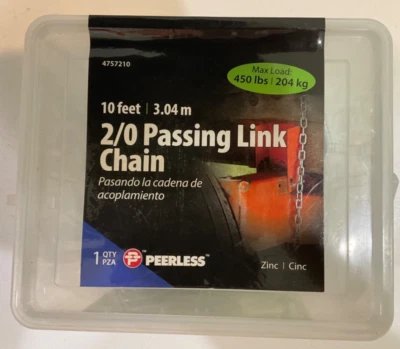 4757210
Max Load:
450 lbs | 204 kg
10 feet | 3.04 m
2/0 Passing Link
Chain
Pasando la cadena de
acoplamiento
1 QTY
PZA
P PEERLESS™
Zinc | Cinc